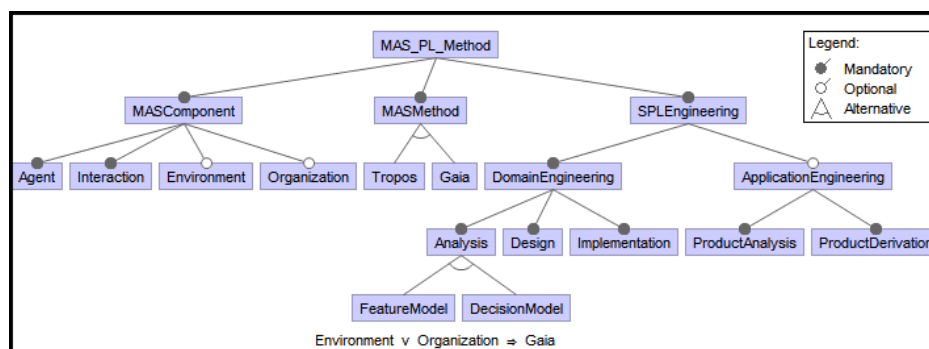 MAS_PL_Method
Legend:
Mandatory
Optional
Alternative
MASComponent
MASMethod
SPLEngineering
Agent
Interaction
Environment
Organization
Tropos
Gaia
DomainEngineering
ApplicationEngineering
Analysis
Design
Implementation
ProductAnalysis
ProductDerivation
FeatureModel
DecisionModel
Environment v Organization ⇒ Gaia